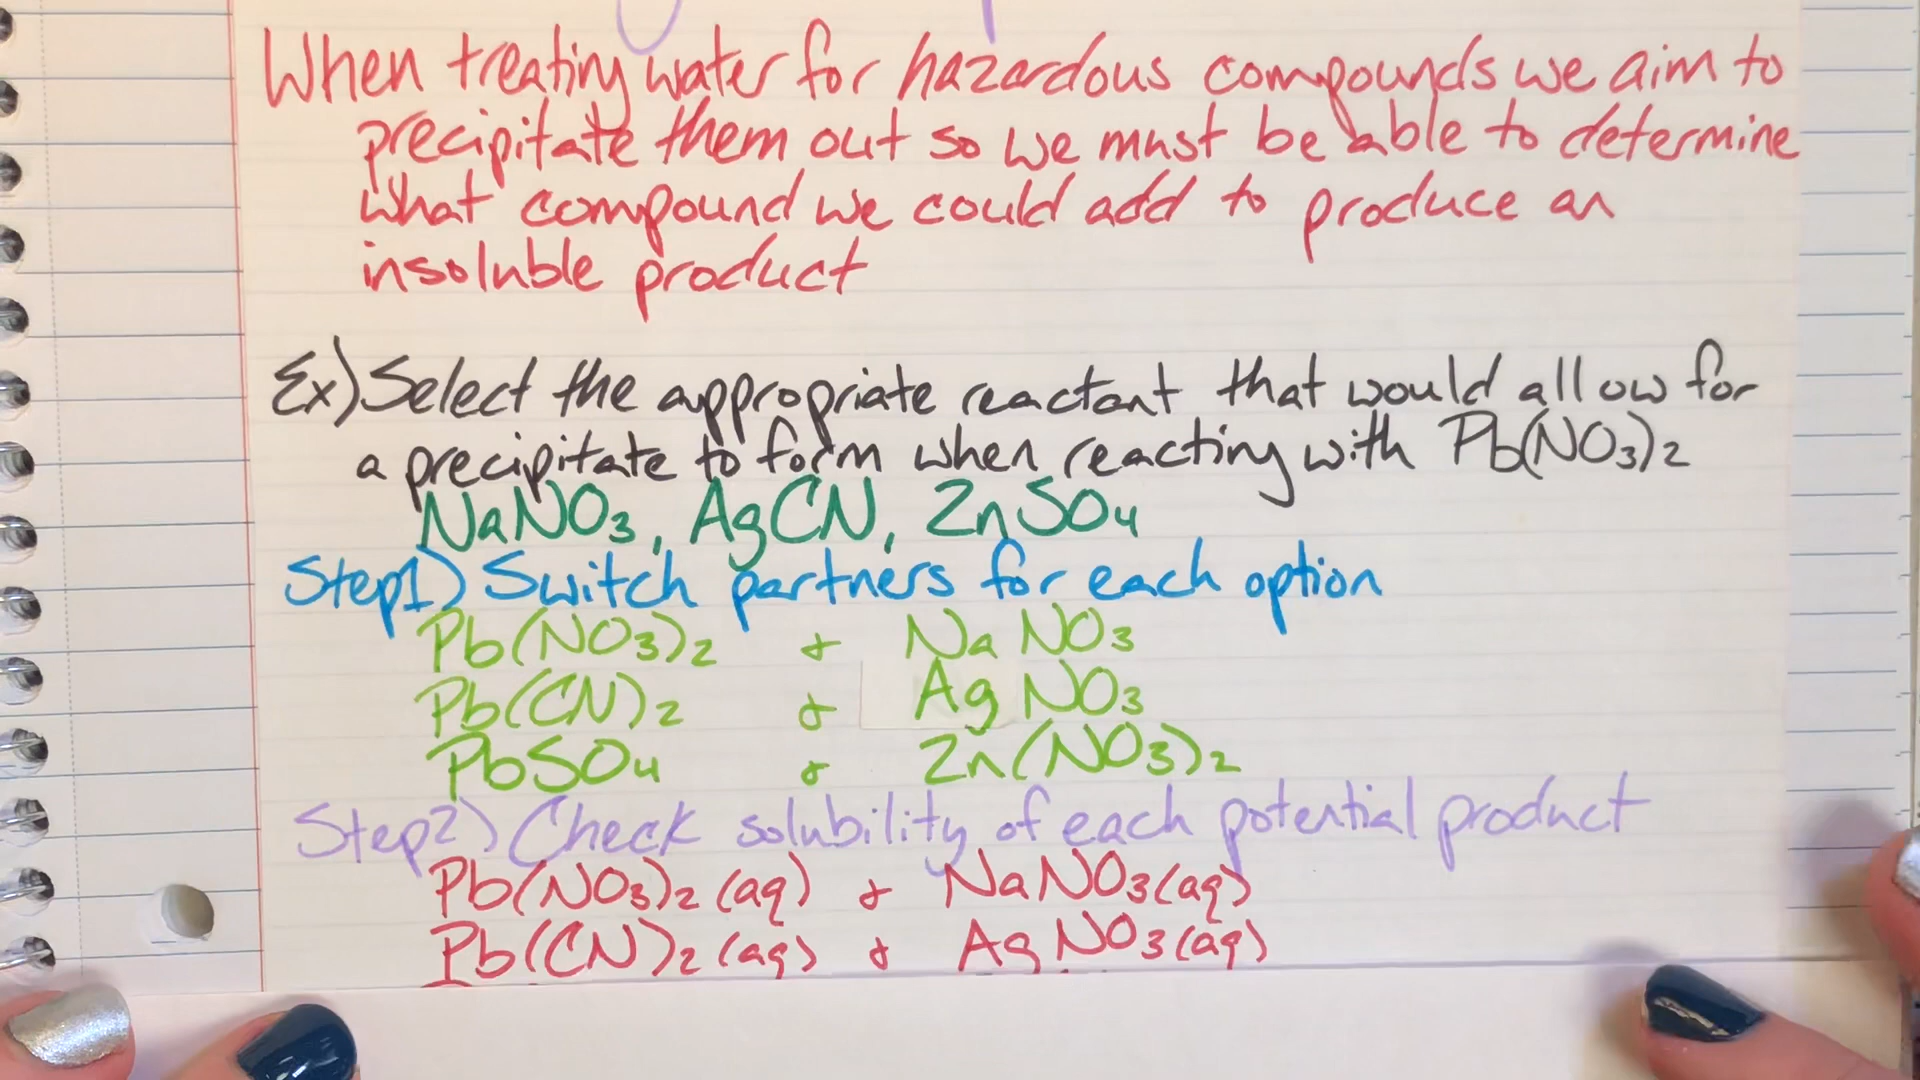 When treating water for hazardous compounds we aim to
precipitate them out so we must be able to determine
what compound we could add to produce an
insoluble product
Ex) Select the appropriate reactant that would allow for
a precipitate to form when reacting with Pb(NO₃)₂
NaNO₃, AgCN, ZnSO₄
Step1) Switch partners for each option
Pb(NO₃)₂ & NaNO₃
Pb(CN)₂ & AgNO₃
PbSO₄ & Zn(NO₃)₂
Step2) Check solubility of each potential product
Pb(NO₃)₂(aq) & NaNO₃(aq)
Pb(CN)₂(aq) & AgNO₃(aq)